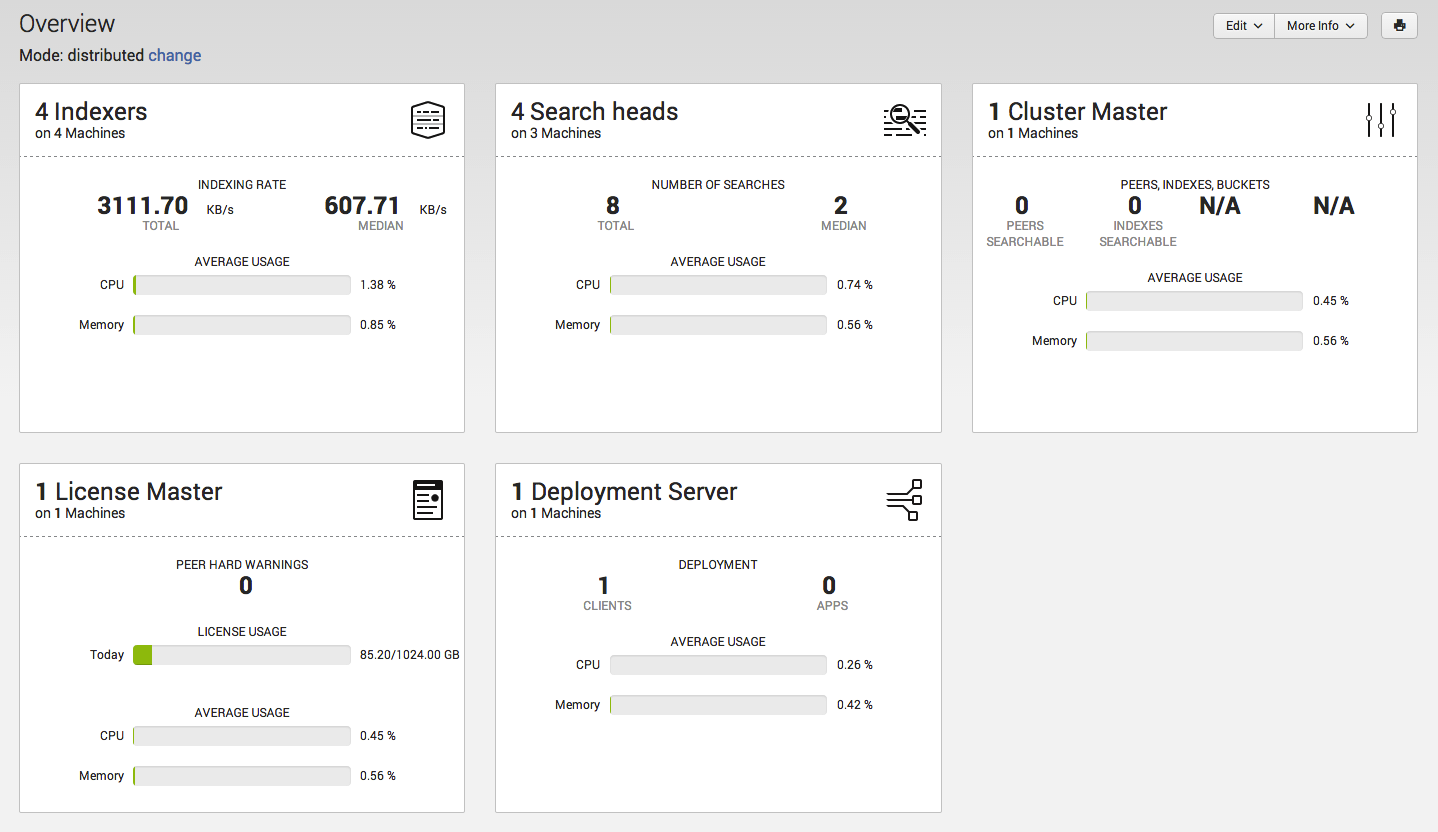 Overview
Edit More Info
Mode: distributed change
4 Indexers
on 4 Machines
INDEXING RATE
3111.70 KB/s 607.71 KB/s
TOTAL MEDIAN
AVERAGE USAGE
CPU 1.38 %
Memory 0.85 %
4 Search heads
on 3 Machines
NUMBER OF SEARCHES
8 2
TOTAL MEDIAN
AVERAGE USAGE
CPU 0.74 %
Memory 0.56 %
1 Cluster Master
on 1 Machines
PEERS, INDEXES, BUCKETS
0 0 N/A N/A
PEERS INDEXES
SEARCHABLE SEARCHABLE
AVERAGE USAGE
CPU 0.45 %
Memory 0.56 %
1 License Master
on 1 Machines
PEER HARD WARNINGS
0
LICENSE USAGE
Today 85.20/1024.00 GB
AVERAGE USAGE
CPU 0.45 %
Memory 0.56 %
1 Deployment Server
on 1 Machines
DEPLOYMENT
1 0
CLIENTS APPS
AVERAGE USAGE
CPU 0.26 %
Memory 0.42 %